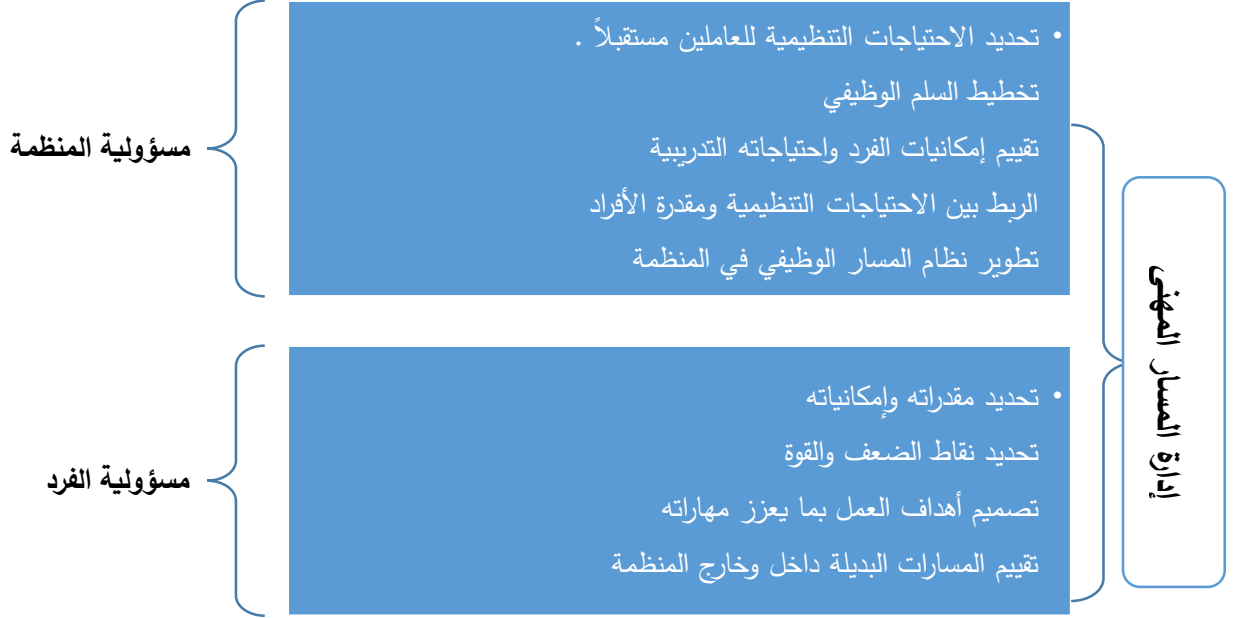 إدارة المسار المهنى
• تحديد الاحتياجات التنظيمية للعاملين مستقبلاً .
تخطيط السلم الوظيفي
تقييم إمكانيات الفرد واحتياجاته التدريبية
الربط بين الاحتياجات التنظيمية ومقدرة الأفراد
تطوير نظام المسار الوظيفي في المنظمة
مسؤولية المنظمة
• تحديد مقدراته وإمكانياته
تحديد نقاط الضعف والقوة
تصميم أهداف العمل بما يعزز مهاراته
تقييم المسارات البديلة داخل وخارج المنظمة
مسؤولية الفرد